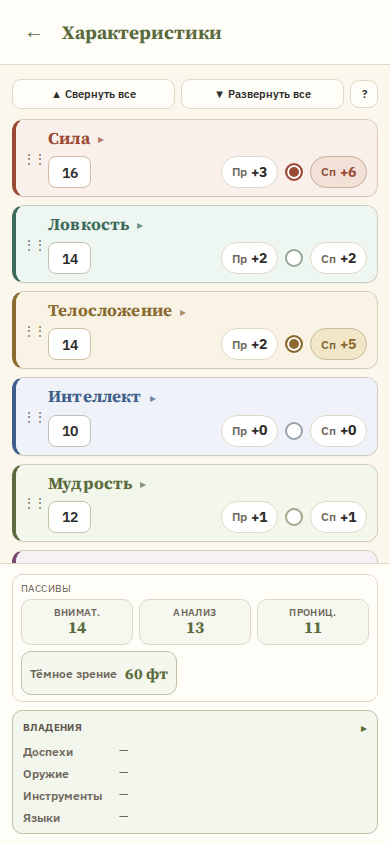 ← Характеристики
▲ Свернуть все ▼ Развернуть все ?
Сила ▸
16 Пр +3 Сп +6
Ловкость ▸
14 Пр +2 Сп +2
Телосложение ▸
14 Пр +2 Сп +5
Интеллект ▸
10 Пр +0 Сп +0
Мудрость ▸
12 Пр +1 Сп +1
ПАССИВЫ
ВНИМАТ. АНАЛИЗ ПРОНИЦ.
14 13 11
Тёмное зрение 60 фт
ВЛАДЕНИЯ ▸
Доспехи —
Оружие —
Инструменты —
Языки —